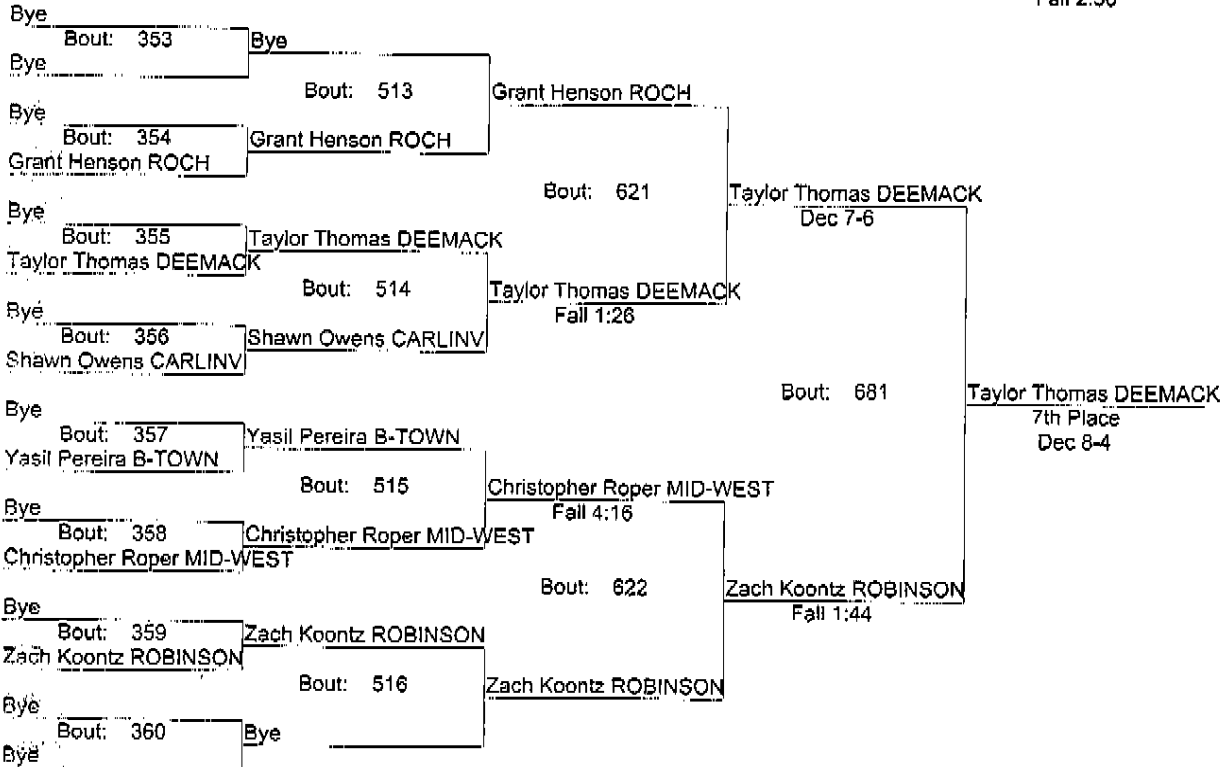 Fall 2:50
Bye
Bout: 353
Bye
Bye
Bout: 513
Grant Henson ROCH
Bye
Bout: 354
Grant Henson ROCH
Grant Henson ROCH
Bout: 621
Taylor Thomas DEEMACK
Dec 7-6
Bye
Bout: 355
Taylor Thomas DEEMACK
Taylor Thomas DEEMACK
Bout: 514
Taylor Thomas DEEMACK
Fall 1:26
Bye
Bout: 356
Shawn Owens CARLINV
Shawn Owens CARLINV
Bout: 681
Taylor Thomas DEEMACK
7th Place
Dec 8-4
Bye
Bout: 357
Yasil Pereira B-TOWN
Yasil Pereira B-TOWN
Bout: 515
Christopher Roper MID-WEST
Fall 4:16
Bye
Bout: 358
Christopher Roper MID-WEST
Christopher Roper MID-WEST
Bout: 622
Zach Koontz ROBINSON
Fall 1:44
Bye
Bout: 359
Zach Koontz ROBINSON
Zach Koontz ROBINSON
Bout: 516
Zach Koontz ROBINSON
Bye
Bout: 360
Bye
Bye